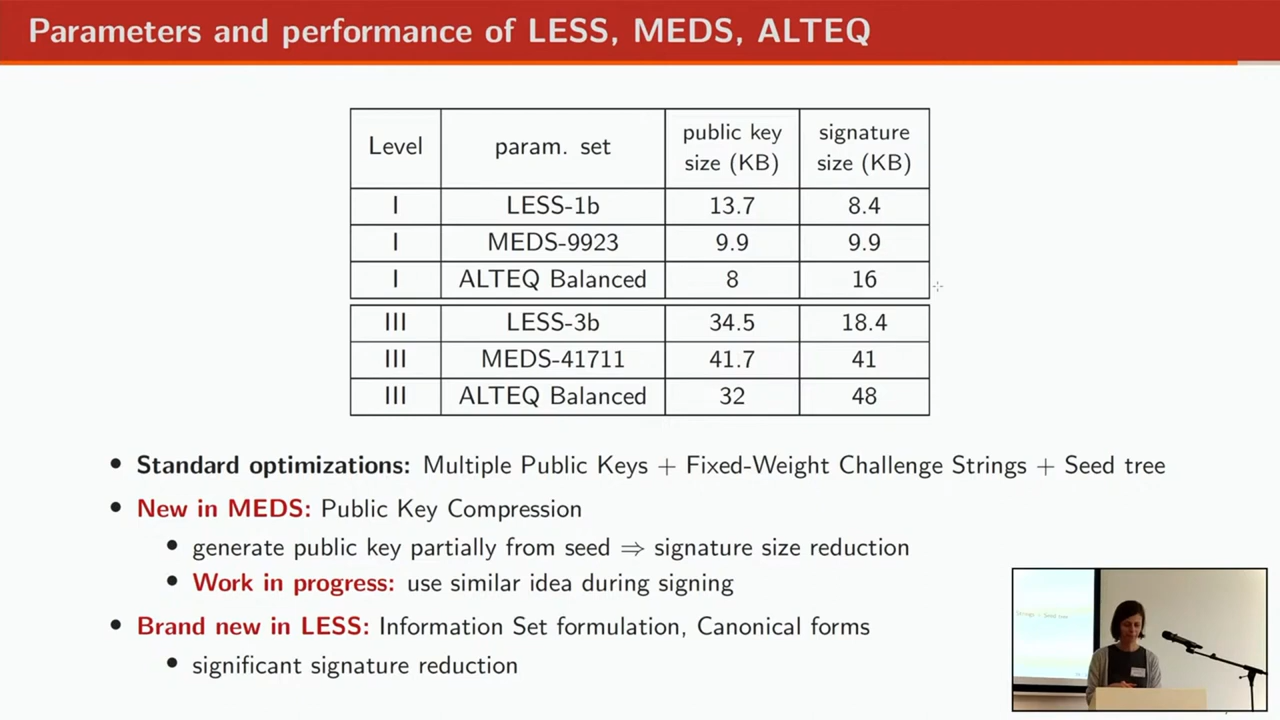 Parameters and performance of LESS, MEDS, ALTEQ
Level param. set public key size (KB) signature size (KB)
I LESS-1b 13.7 8.4
I MEDS-9923 9.9 9.9
I ALTEQ Balanced 8 16
III LESS-3b 34.5 18.4
III MEDS-41711 41.7 41
III ALTEQ Balanced 32 48
• Standard optimizations: Multiple Public Keys + Fixed-Weight Challenge Strings + Seed tree
• New in MEDS: Public Key Compression
• generate public key partially from seed ⇒ signature size reduction
• Work in progress: use similar idea during signing
• Brand new in LESS: Information Set formulation, Canonical forms
• significant signature reduction
Strings + Seed tree